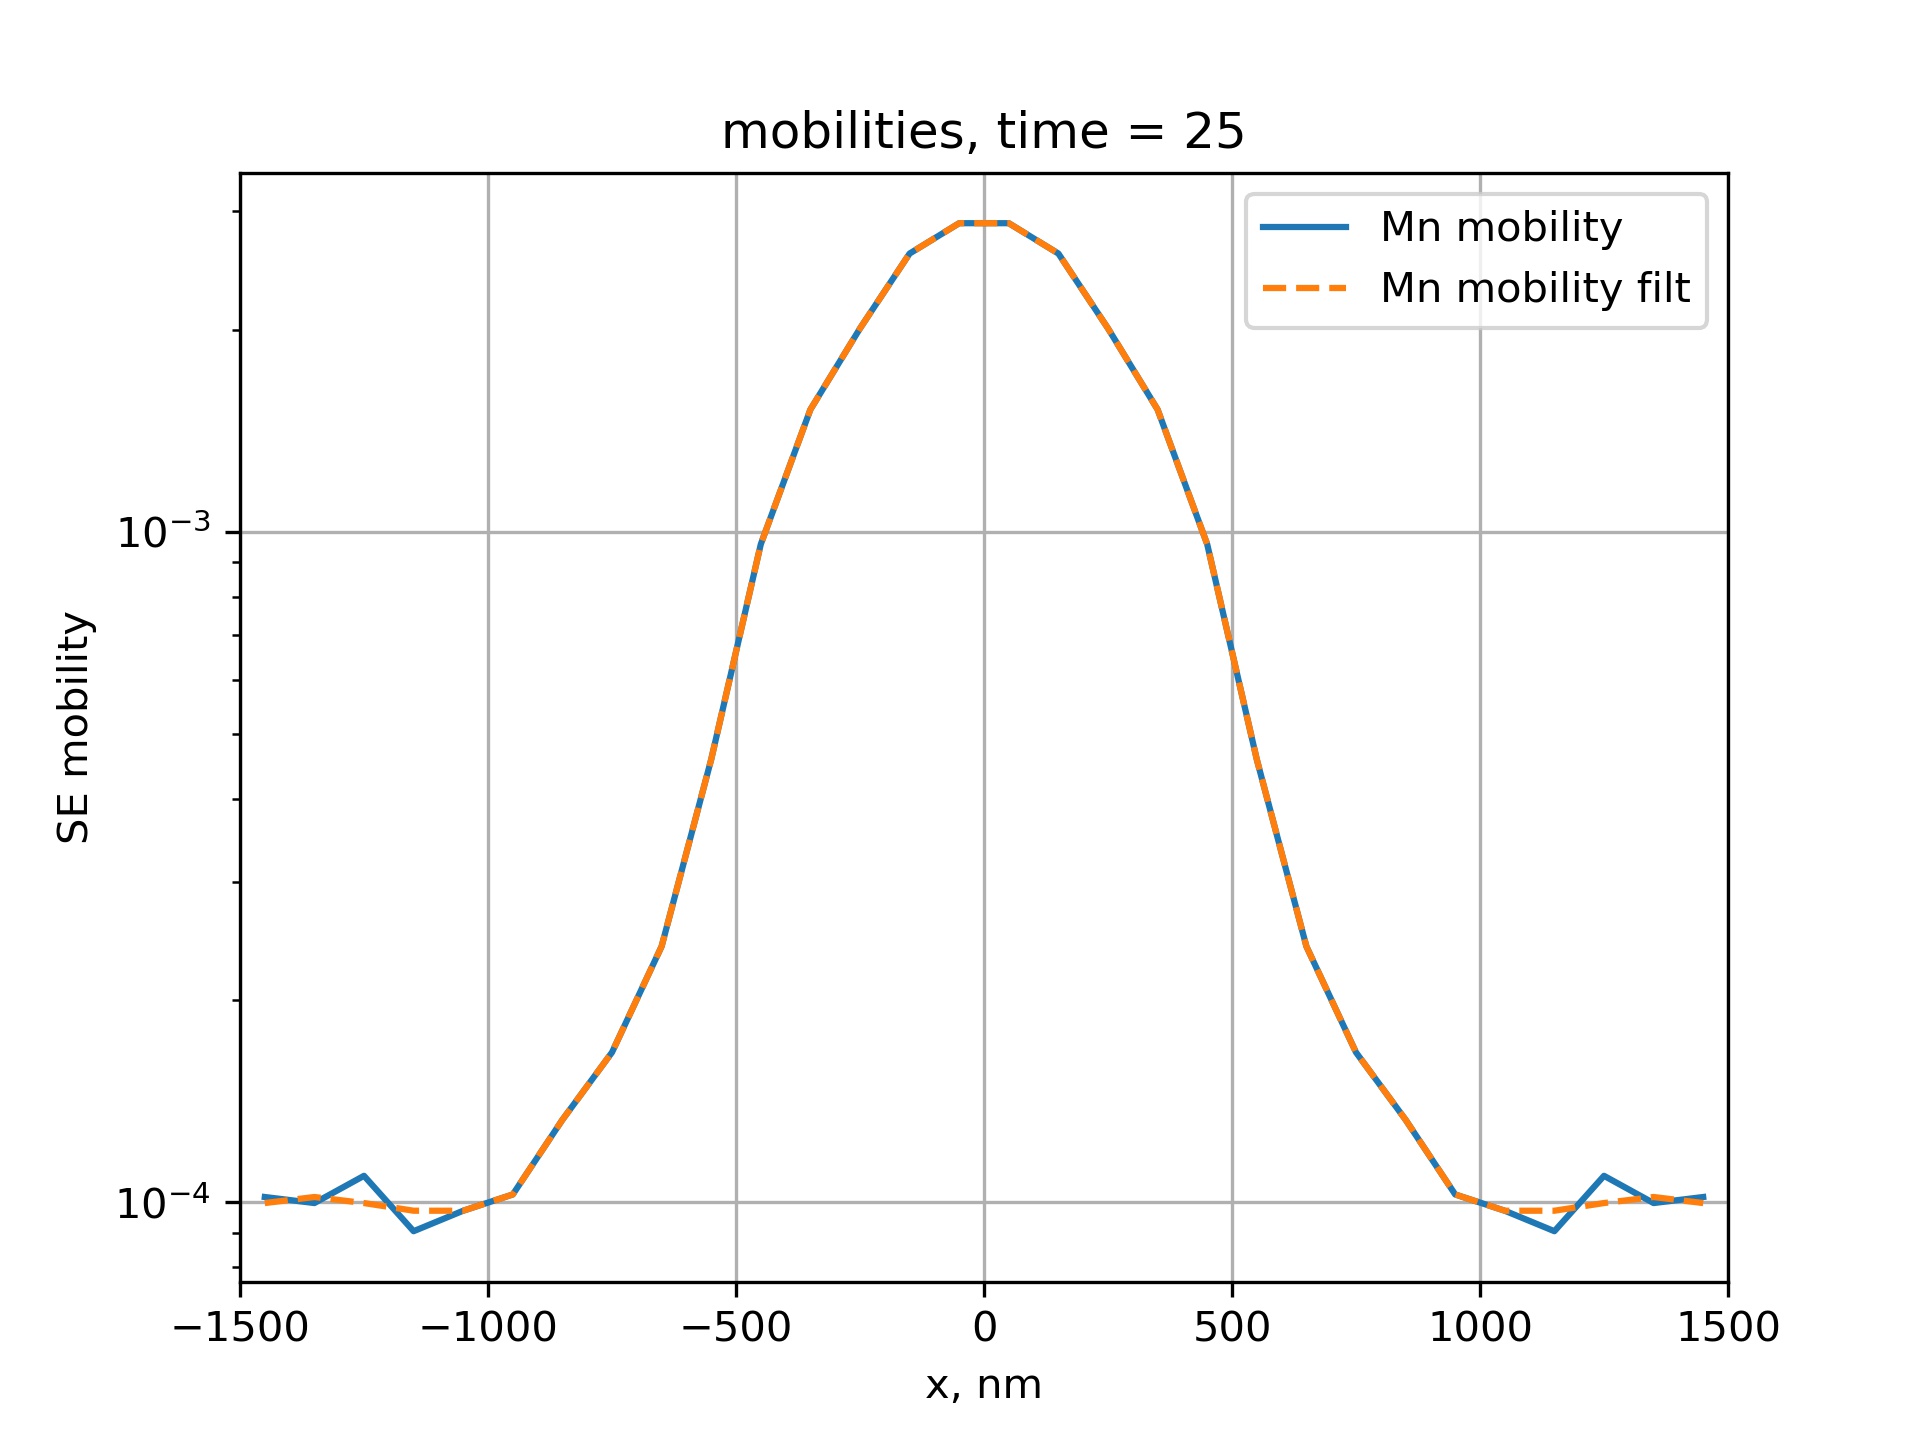 mobilities, time = 25
Mn mobility
Mn mobility filt
SE mobility
10⁻³
10⁻⁴
−1500 −1000 −500 0 500 1000 1500
x, nm